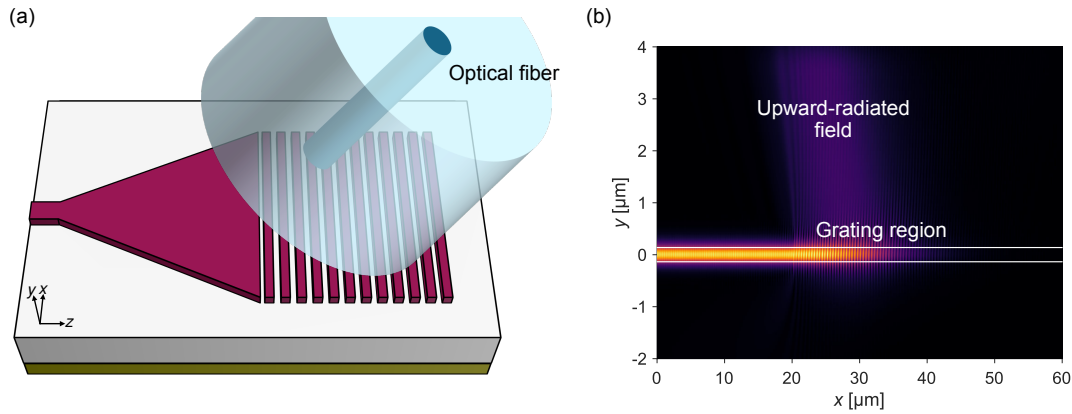 (a)
Optical fiber
y x
z
(b)
4
3
2
1
0
-1
-2
y [µm]
Upward-radiated
field
Grating region
0 10 20 30 40 50 60
x [µm]